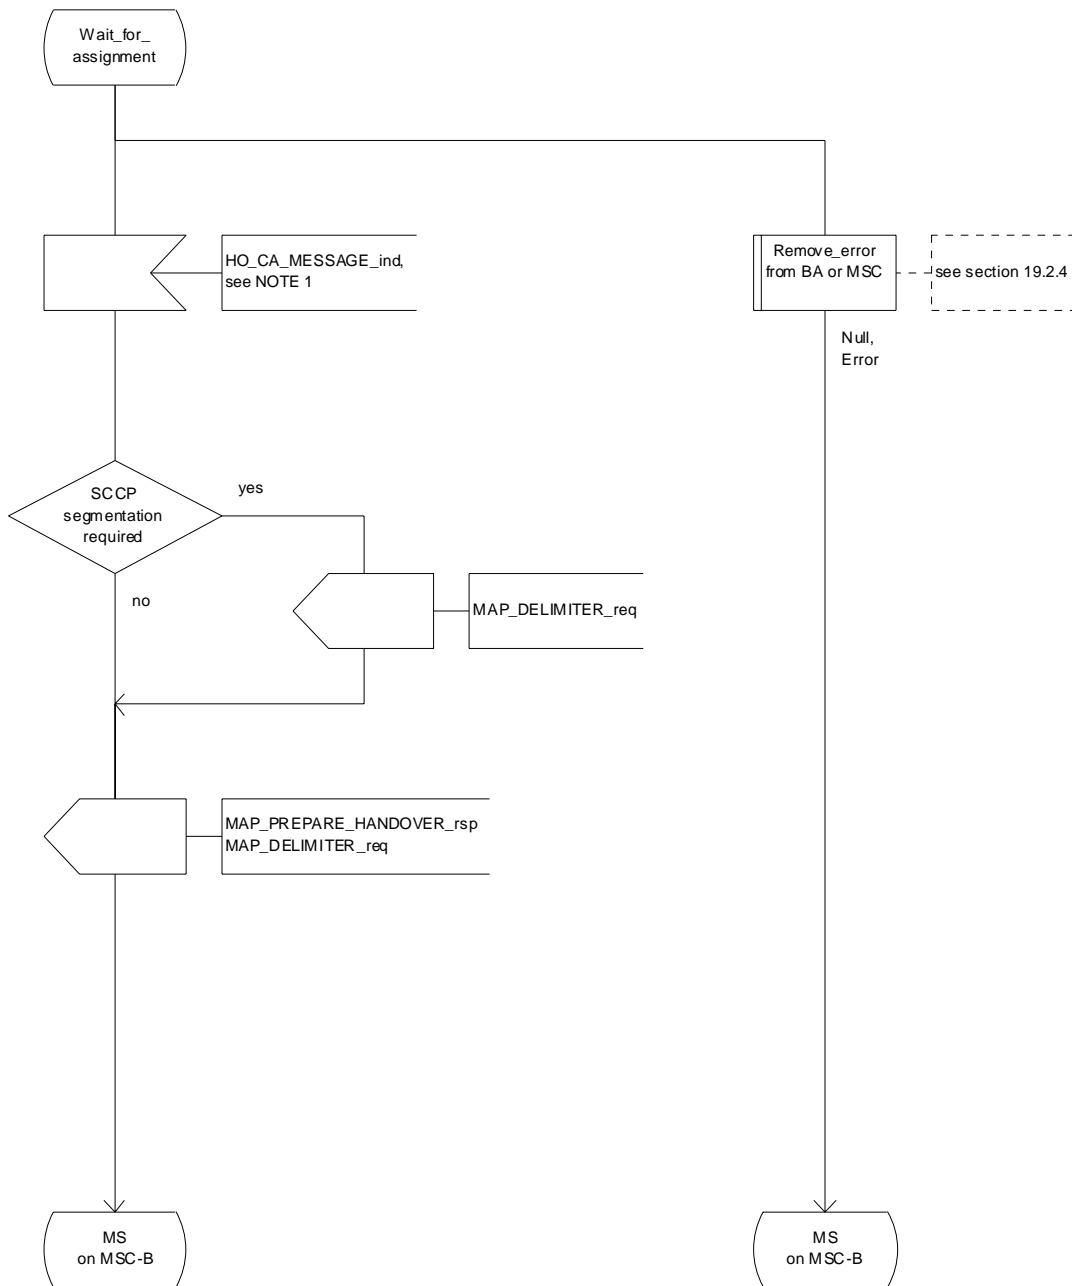 Wait_for_
assignment
HO_CA_MESSAGE_ind,
see NOTE 1
Remove_error
from BA or MSC
see section 19.2.4
Null,
Error
SCCP
segmentation
required
yes
no
MAP_DELIMITER_req
MAP_PREPARE_HANDOVER_rsp
MAP_DELIMITER_req
MS
on MSC-B
MS
on MSC-B